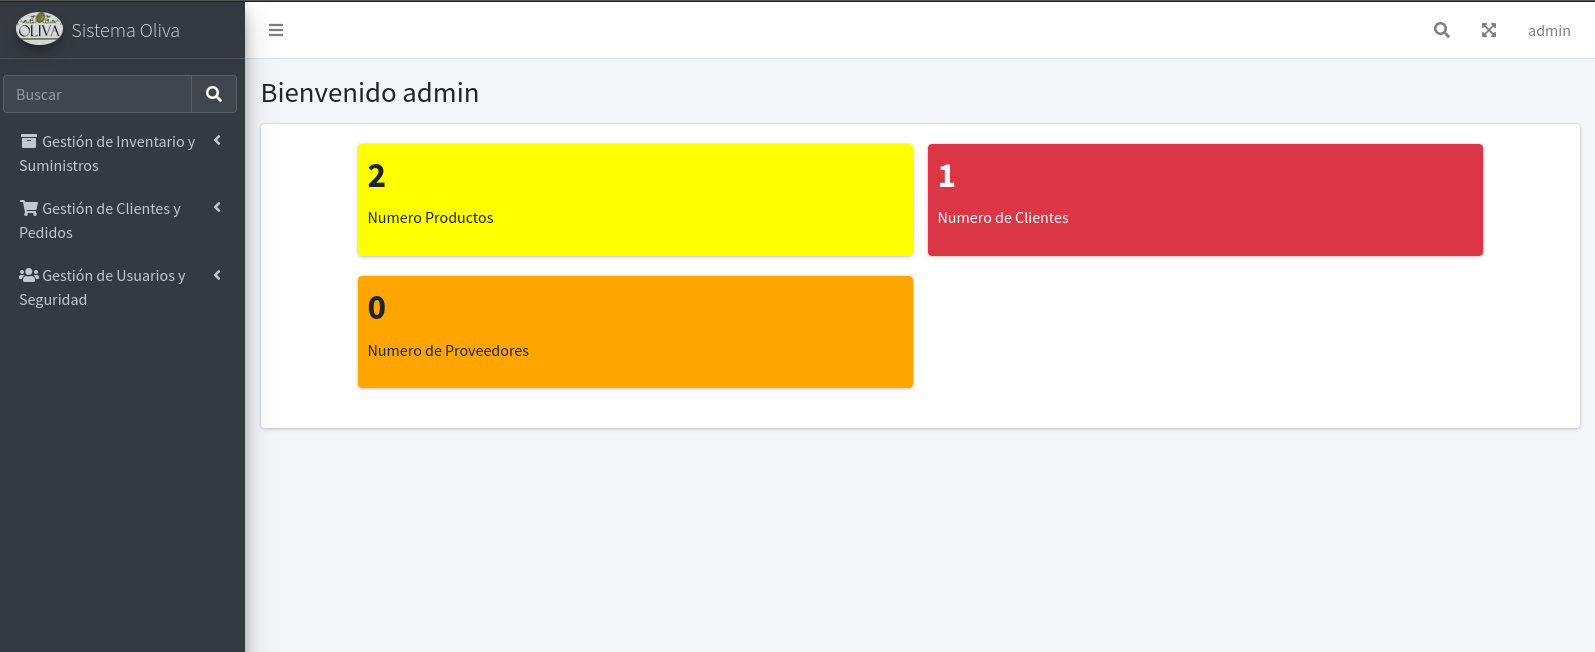 OLIVA
Sistema Oliva
admin
Buscar
Gestión de Inventario y
Suministros
Gestión de Clientes y
Pedidos
Gestión de Usuarios y
Seguridad
Bienvenido admin
2
Numero Productos
1
Numero de Clientes
0
Numero de Proveedores